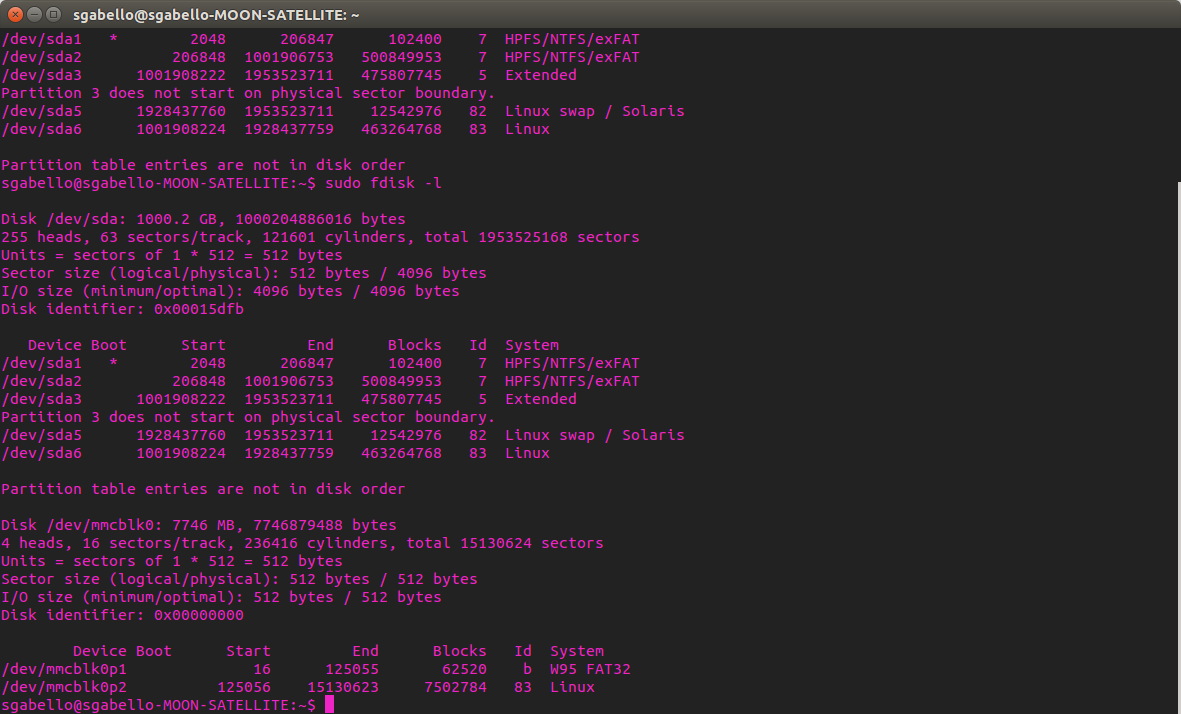 sgabello@sgabello-MOON-SATELLITE: ~
/dev/sda1   *        2048      206847      102400    7  HPFS/NTFS/exFAT
/dev/sda2          206848  1001906753   500849953    7  HPFS/NTFS/exFAT
/dev/sda3      1001908222  1953523711   475807745    5  Extended
Partition 3 does not start on physical sector boundary.
/dev/sda5      1928437760  1953523711    12542976   82  Linux swap / Solaris
/dev/sda6      1001908224  1928437759   463264768   83  Linux
Partition table entries are not in disk order
sgabello@sgabello-MOON-SATELLITE:~$ sudo fdisk -l
Disk /dev/sda: 1000.2 GB, 1000204886016 bytes
255 heads, 63 sectors/track, 121601 cylinders, total 1953525168 sectors
Units = sectors of 1 * 512 = 512 bytes
Sector size (logical/physical): 512 bytes / 4096 bytes
I/O size (minimum/optimal): 4096 bytes / 4096 bytes
Disk identifier: 0x00015dfb
   Device Boot      Start         End      Blocks   Id  System
/dev/sda1   *        2048      206847      102400    7  HPFS/NTFS/exFAT
/dev/sda2          206848  1001906753   500849953    7  HPFS/NTFS/exFAT
/dev/sda3      1001908222  1953523711   475807745    5  Extended
Partition 3 does not start on physical sector boundary.
/dev/sda5      1928437760  1953523711    12542976   82  Linux swap / Solaris
/dev/sda6      1001908224  1928437759   463264768   83  Linux
Partition table entries are not in disk order
Disk /dev/mmcblk0: 7746 MB, 7746879488 bytes
4 heads, 16 sectors/track, 236416 cylinders, total 15130624 sectors
Units = sectors of 1 * 512 = 512 bytes
Sector size (logical/physical): 512 bytes / 512 bytes
I/O size (minimum/optimal): 512 bytes / 512 bytes
Disk identifier: 0x00000000
        Device Boot      Start         End      Blocks   Id  System
/dev/mmcblk0p1              16      125055       62520    b  W95 FAT32
/dev/mmcblk0p2          125056    15130623     7502784   83  Linux
sgabello@sgabello-MOON-SATELLITE:~$